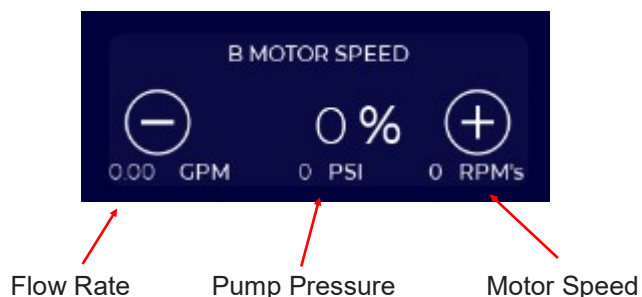 B MOTOR SPEED
0 %
0.00 GPM 0 PSI 0 RPM's
Flow Rate Pump Pressure Motor Speed